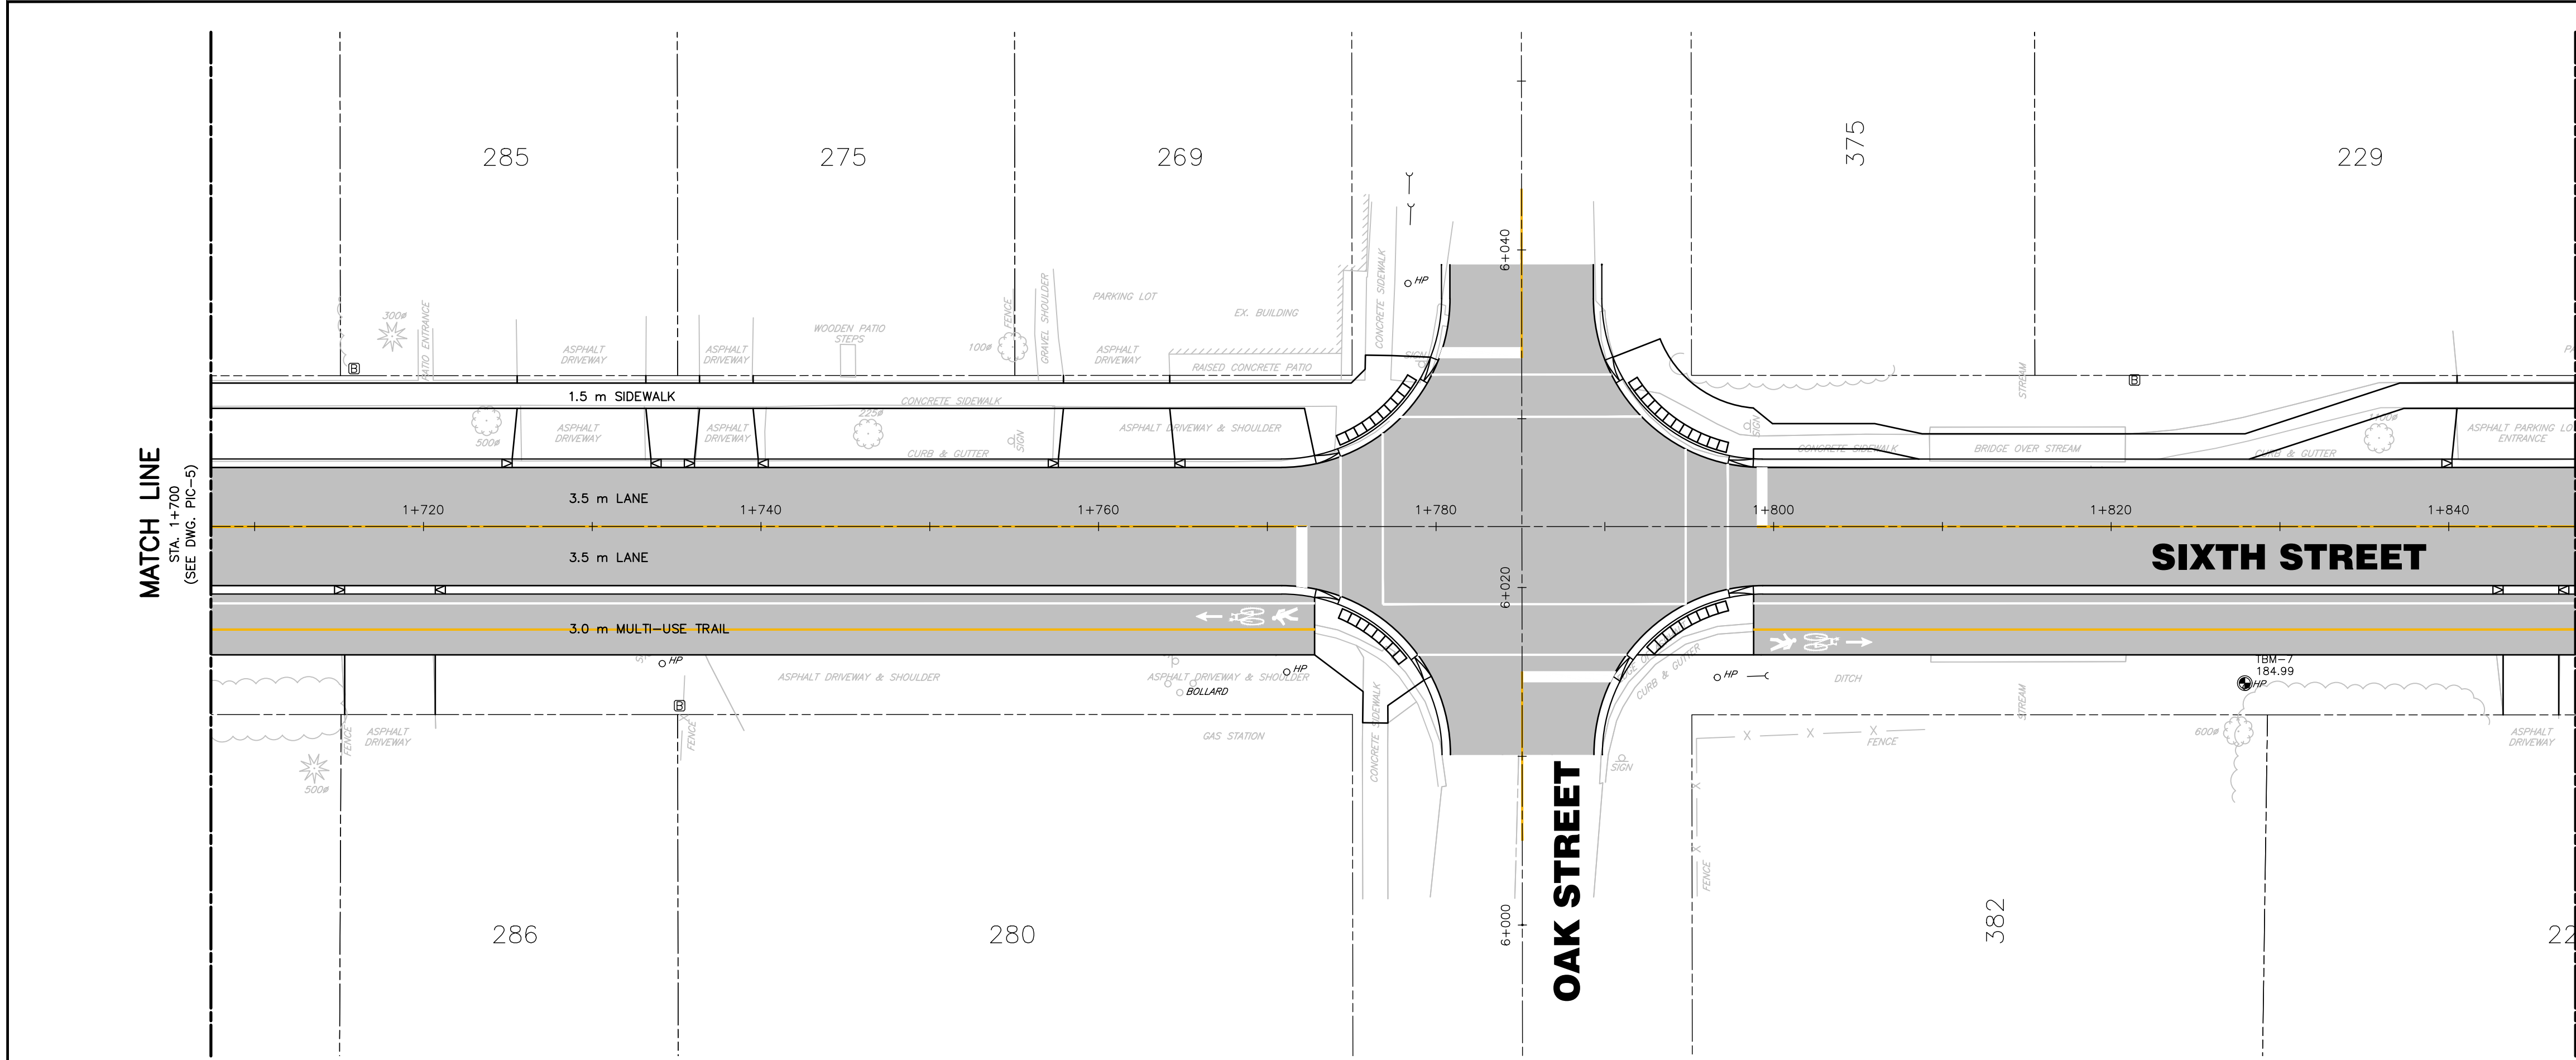 285
275
269
375
229
6+040
HP
300ø
PATIO ENTRANCE
ASPHALT
DRIVEWAY
ASPHALT
DRIVEWAY
WOODEN PATIO
STEPS
100ø
FENCE
GRAVEL SHOULDER
PARKING LOT
ASPHALT
DRIVEWAY
EX. BUILDING
RAISED CONCRETE PATIO
CONCRETE SIDEWALK
SIGN
STREAM
B
B
1.5 m SIDEWALK
CONCRETE SIDEWALK
500ø
ASPHALT
DRIVEWAY
ASPHALT
DRIVEWAY
225ø
SIGN
ASPHALT DRIVEWAY & SHOULDER
CURB & GUTTER
SIGN
CONCRETE SIDEWALK
BRIDGE OVER STREAM
CURB & GUTTER
ASPHALT PARKING LO
ENTRANCE
MATCH LINE
STA. 1+700
(SEE DWG. PIC-5)
3.5 m LANE
1+720
1+740
1+760
1+780
1+800
1+820
1+840
3.5 m LANE
SIXTH STREET
6+020
3.0 m MULTI-USE TRAIL
HP
ASPHALT DRIVEWAY & SHOULDER
ASPHALT DRIVEWAY & SHOULDER
HP
BOLLARD
B
CONCRETE SIDEWALK
CURB & GUTTER
HP
DITCH
STREAM
TBM-7
184.99
HP
FENCE
ASPHALT
DRIVEWAY
FENCE
GAS STATION
SIGN
FENCE
600ø
ASPHALT
DRIVEWAY
500ø
FENCE
OAK STREET
6+000
286
280
382
22